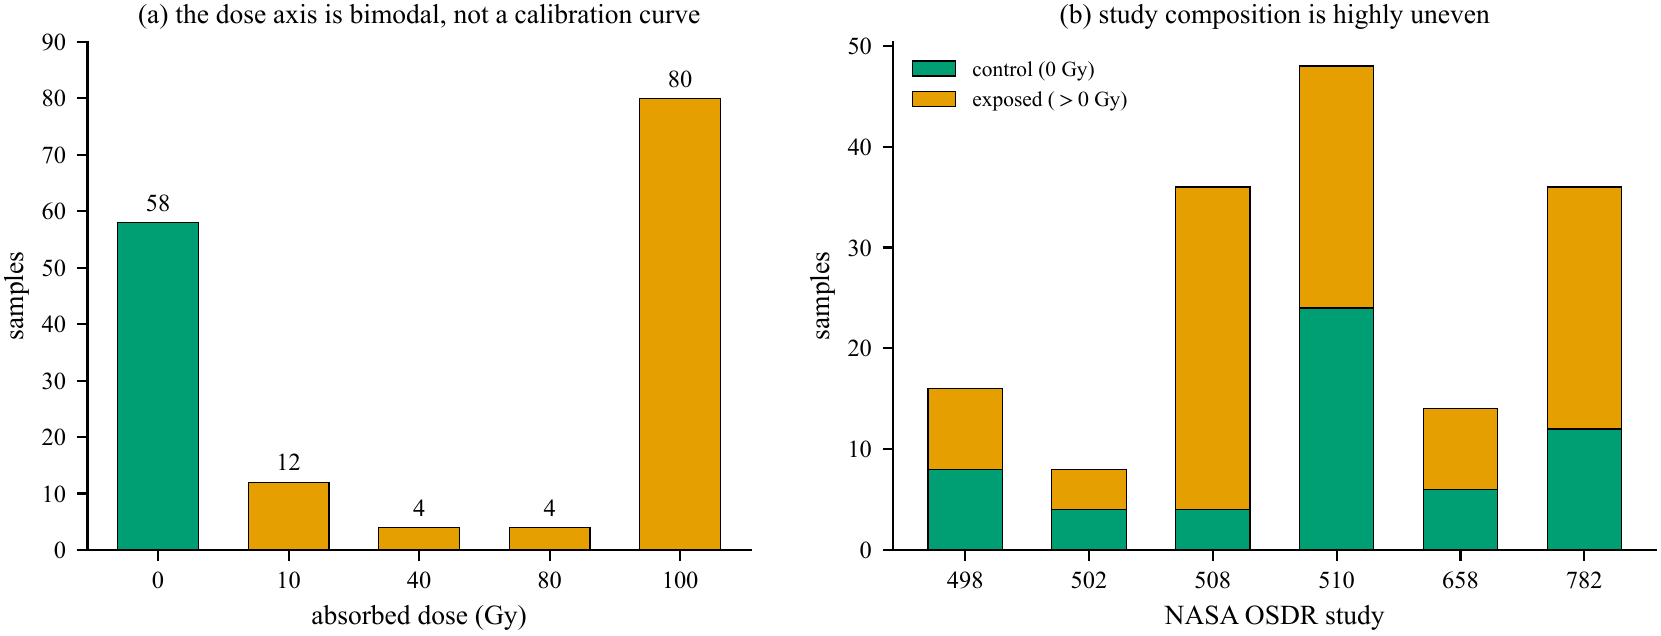 (a) the dose axis is bimodal, not a calibration curve
90
80
70
60
50
40
30
20
10
0
samples
58
12
4
4
80
0 10 40 80 100
absorbed dose (Gy)
(b) study composition is highly uneven
50
40
30
20
10
0
samples
control (0 Gy)
exposed ( > 0 Gy)
498 502 508 510 658 782
NASA OSDR study